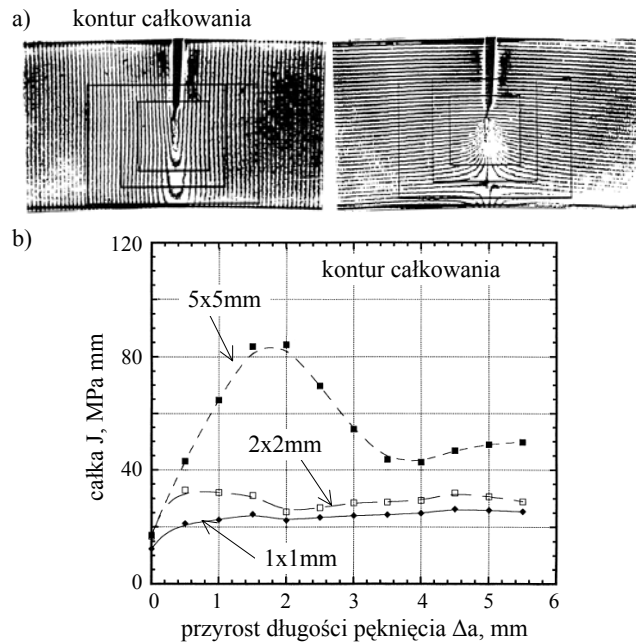 a) kontur całkowania
b)
120
kontur całkowania
5x5mm
80
całka J, MPa mm
2x2mm
40
1x1mm
0
0 1 2 3 4 5 6
przyrost długości pęknięcia Δa, mm